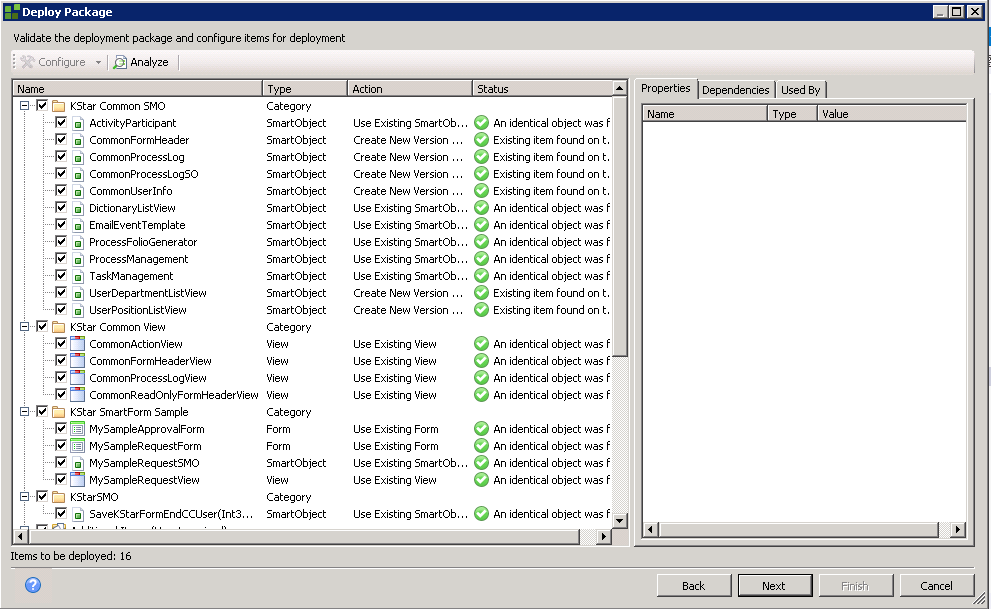 Deploy Package
Validate the deployment package and configure items for deployment
Configure Analyze
Name Type Action Status
KStar Common SMO Category
ActivityParticipant SmartObject Use Existing SmartOb... An identical object was f
CommonFormHeader SmartObject Create New Version ... Existing item found on t.
CommonProcessLog SmartObject Create New Version ... Existing item found on t.
CommonProcessLogSO SmartObject Create New Version ... Existing item found on t.
CommonUserInfo SmartObject Create New Version ... Existing item found on t.
DictionaryListView SmartObject Use Existing SmartOb... An identical object was f
EmailEventTemplate SmartObject Use Existing SmartOb... An identical object was f
ProcessFolioGenerator SmartObject Use Existing SmartOb... An identical object was f
ProcessManagement SmartObject Use Existing SmartOb... An identical object was f
TaskManagement SmartObject Use Existing SmartOb... An identical object was f
UserDepartmentListView SmartObject Create New Version ... Existing item found on t.
UserPositionListView SmartObject Create New Version ... Existing item found on t.
KStar Common View Category
CommonActionView View Use Existing View An identical object was f
CommonFormHeaderView View Use Existing View An identical object was f
CommonProcessLogView View Use Existing View An identical object was f
CommonReadOnlyFormHeaderView View Use Existing View An identical object was f
KStar SmartForm Sample Category
MySampleApprovalForm Form Use Existing Form An identical object was f
MySampleRequestForm Form Use Existing Form An identical object was f
MySampleRequestSMO SmartObject Use Existing SmartOb... An identical object was f
MySampleRequestView View Use Existing View An identical object was f
KStarSMO Category
SaveKStarFormEndCCUser(Int3... SmartObject Use Existing SmartOb... An identical object was f
Properties Dependencies Used By
Name Type Value
Items to be deployed: 16
Back Next Finish Cancel